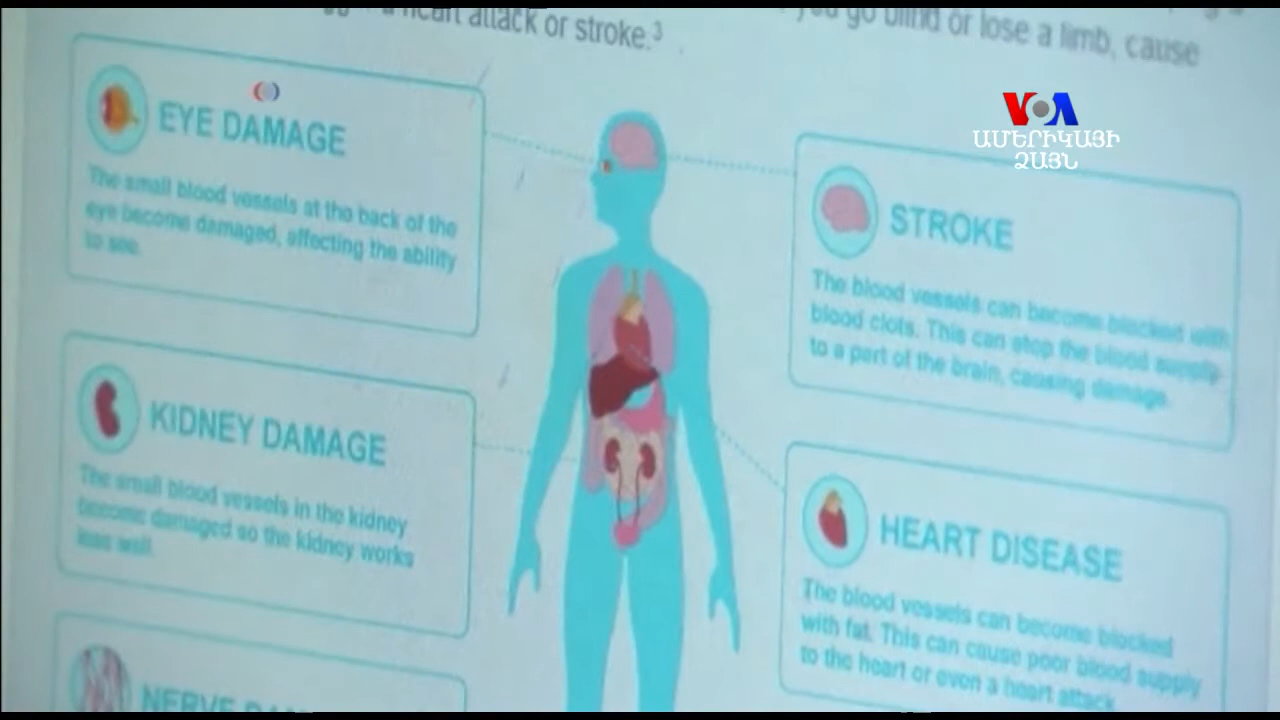 heart attack or stroke.³
you go blind or lose a limb, cause
EYE DAMAGE
The small blood vessels at the back of the
eye become damaged, effecting the ability
to see.
KIDNEY DAMAGE
The small blood vessels in the kidney
become damaged so the kidney works
less well.
NERVE
VOA
ԱՄԵՐԻԿԱՅԻ
ՁԱՅՆ
STROKE
The blood vessels can become blocked with
blood clots. This can stop the blood supply
to a part of the brain, causing damage.
HEART DISEASE
The blood vessels can become blocked
with fat. This can cause poor blood supply
to the heart or even a heart attack